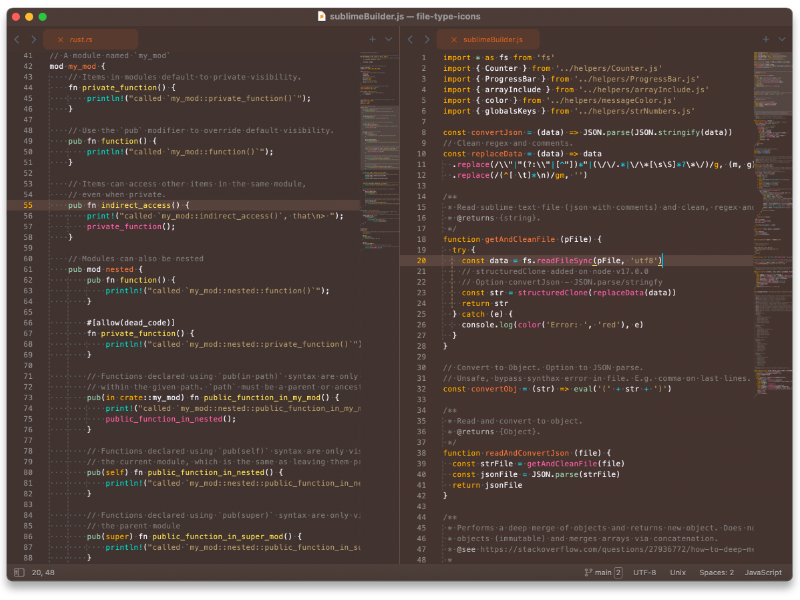 sublimeBuilder.js — file-type-icons
rust.rs
41 // A module named `my_mod`
42 mod my_mod {
43 // Items in modules default to private visibility.
44 fn private_function() {
45 println!("called `my_mod::private_function()`");
46 }
47
48 // Use the `pub` modifier to override default visibility.
49 pub fn function() {
50 println!("called `my_mod::function()`");
51 }
52
53 // Items can access other items in the same module,
54 // even when private.
55 pub fn indirect_access() {
56 print!("called `my_mod::indirect_access()`, that\n> ");
57 private_function();
58 }
59
60 // Modules can also be nested
61 pub mod nested {
62 pub fn function() {
63 println!("called `my_mod::nested::function()`");
64 }
65
66 #[allow(dead_code)]
67 fn private_function() {
68 println!("called `my_mod::nested::private_function()`"
69 }
70
71 // Functions declared using `pub(in path)` syntax are only
72 // within the given path. `path` must be a parent or ancest
73 pub(in crate::my_mod) fn public_function_in_my_mod() {
74 print!("called `my_mod::nested::public_function_in_my_m
75 public_function_in_nested();
76 }
77
78 // Functions declared using `pub(self)` syntax are only vis
79 // the current module, which is the same as leaving them pr
80 pub(self) fn public_function_in_nested() {
81 println!("called `my_mod::nested::public_function_in_ne
82 }
83
84 // Functions declared using `pub(super)` syntax are only vi
85 // the parent module
86 pub(super) fn public_function_in_super_mod() {
87 println!("called `my_mod::nested::public_function_in_su
88 }
sublimeBuilder.js
1 import * as fs from 'fs'
2 import { Counter } from '../helpers/Counter.js'
3 import { ProgressBar } from '../helpers/ProgressBar.js'
4 import { arrayInclude } from '../helpers/arrayInclude.js'
5 import { color } from '../helpers/messageColor.js'
6 import { globalsKeys } from '../helpers/strNumbers.js'
7
8 const convertJson = (data) => JSON.parse(JSON.stringify(data))
9 // Clean regex and comments.
10 const replaceData = (data) => data
11 .replace(/\\"|"(?:\\"|[^"])*"|(\/\/.*|\/\*[\s\S]*?\*\/)/g, (m, g)
12 .replace(/(^[ \t]*\n)/gm, '')
13
14 /**
15 * Read sublime text file (json with comments) and clean, regex an
16 * @returns {string}.
17 */
18 function getAndCleanFile (pFile) {
19 try {
20 const data = fs.readFileSync(pFile, 'utf8')
21 // structuredClone added on node v17.0.0
22 // Option convertJson – JSON.parse/stringfy
23 const str = structuredClone(replaceData(data))
24 return str
25 } catch (e) {
26 console.log(color('Error: ', 'red'), e)
27 }
28 }
29
30 // Convert to Object. Option to JSON.parse.
31 // Unsafe, bypass synthax error in file. E.g. comma on last lines.
32 const convertObj = (str) => eval('(' + str + ')')
33
34 /**
35 * Read and convert to object.
36 * @returns {Object}.
37 */
38 function readAndConvertJson (file) {
39 const strFile = getAndCleanFile(file)
40 const jsonFile = JSON.parse(strFile)
41 return jsonFile
42 }
43
44 /**
45 * Performs a deep merge of objects and returns new object. Does no
46 * objects (immutable) and merges arrays via concatenation.
47 * @see https://stackoverflow.com/questions/27936772/how-to-deep-m
48 *
20, 48
main 2 UTF-8 Unix Spaces: 2 JavaScript